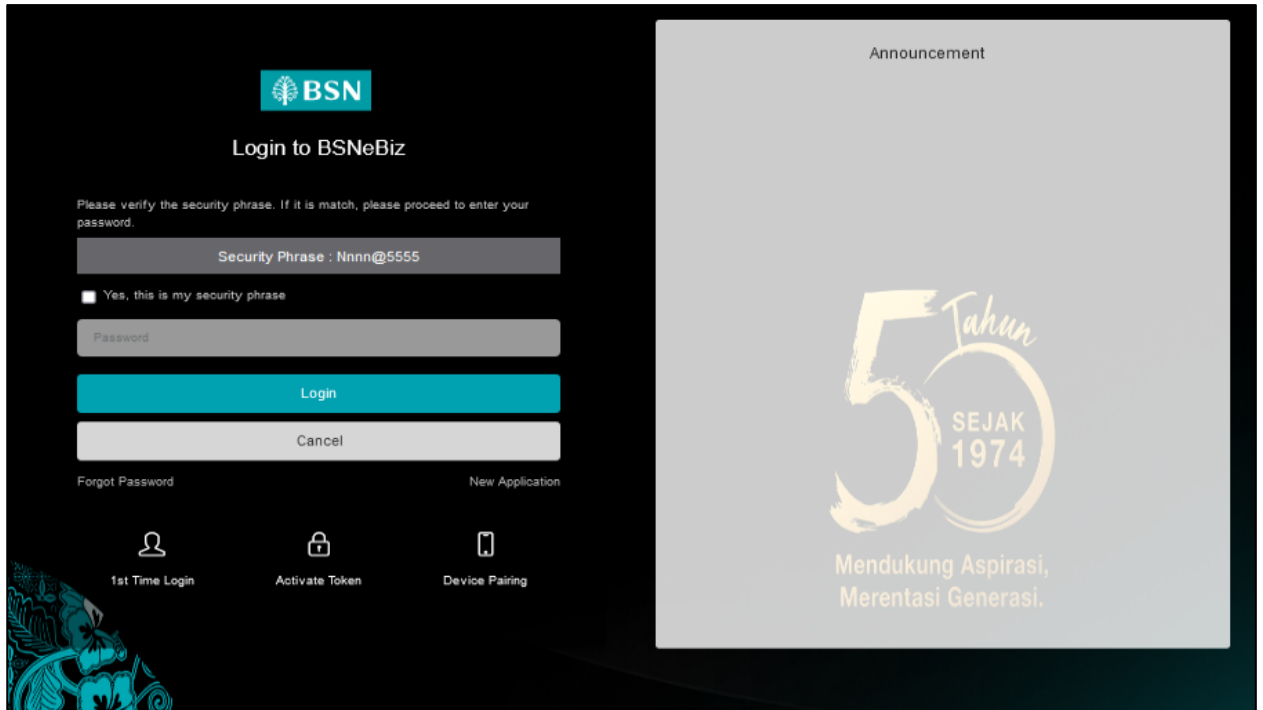 BSN
Login to BSNeBiz
Please verify the security phrase. If it is match, please proceed to enter your
password.
Security Phrase : Nnnn@5555
Yes, this is my security phrase
Password
Login
Cancel
Forgot Password
New Application
1st Time Login
Activate Token
Device Pairing
Announcement
50 Tahun
SEJAK
1974
Mendukung Aspirasi,
Merentasi Generasi.